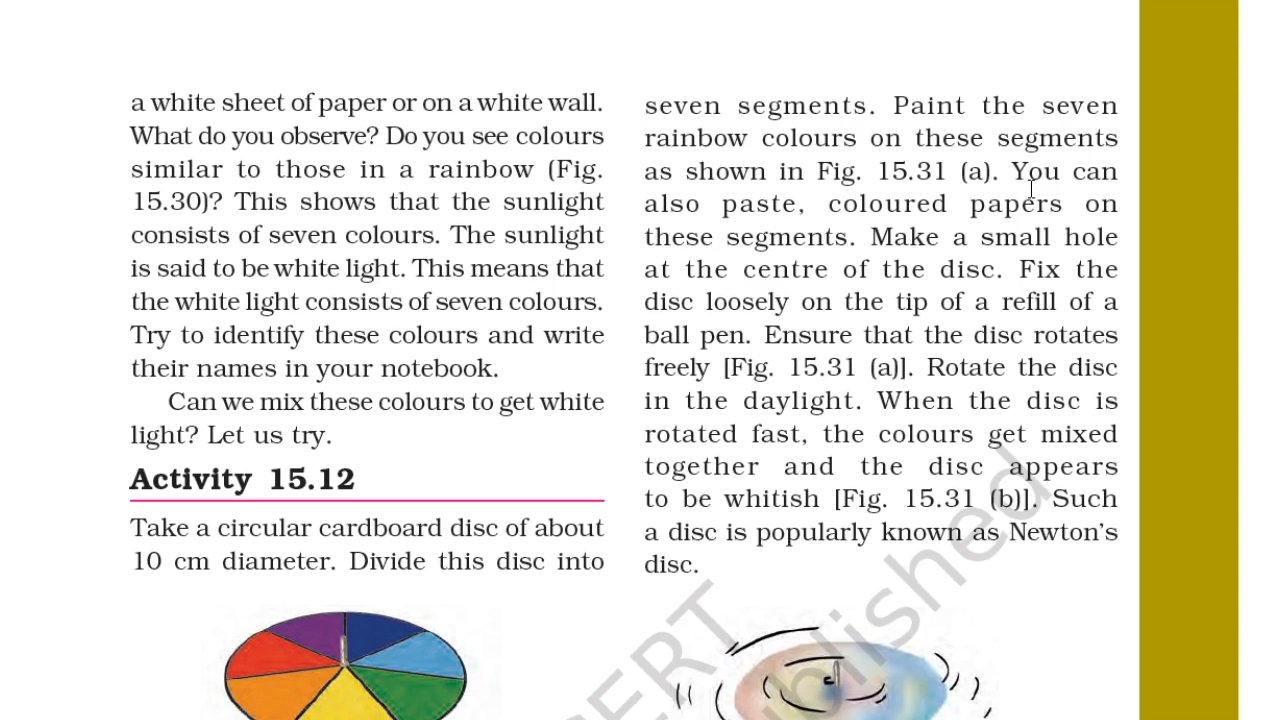 a white sheet of paper or on a white wall.
What do you observe? Do you see colours
similar to those in a rainbow (Fig.
15.30)? This shows that the sunlight
consists of seven colours. The sunlight
is said to be white light. This means that
the white light consists of seven colours.
Try to identify these colours and write
their names in your notebook.
Can we mix these colours to get white
light? Let us try.
Activity 15.12
Take a circular cardboard disc of about
10 cm diameter. Divide this disc into
seven segments. Paint the seven
rainbow colours on these segments
as shown in Fig. 15.31 (a). You can
also paste, coloured papers on
these segments. Make a small hole
at the centre of the disc. Fix the
disc loosely on the tip of a refill of a
ball pen. Ensure that the disc rotates
freely [Fig. 15.31 (a)]. Rotate the disc
in the daylight. When the disc is
rotated fast, the colours get mixed
together and the disc appears
to be whitish [Fig. 15.31 (b)]. Such
a disc is popularly known as Newton's
disc.